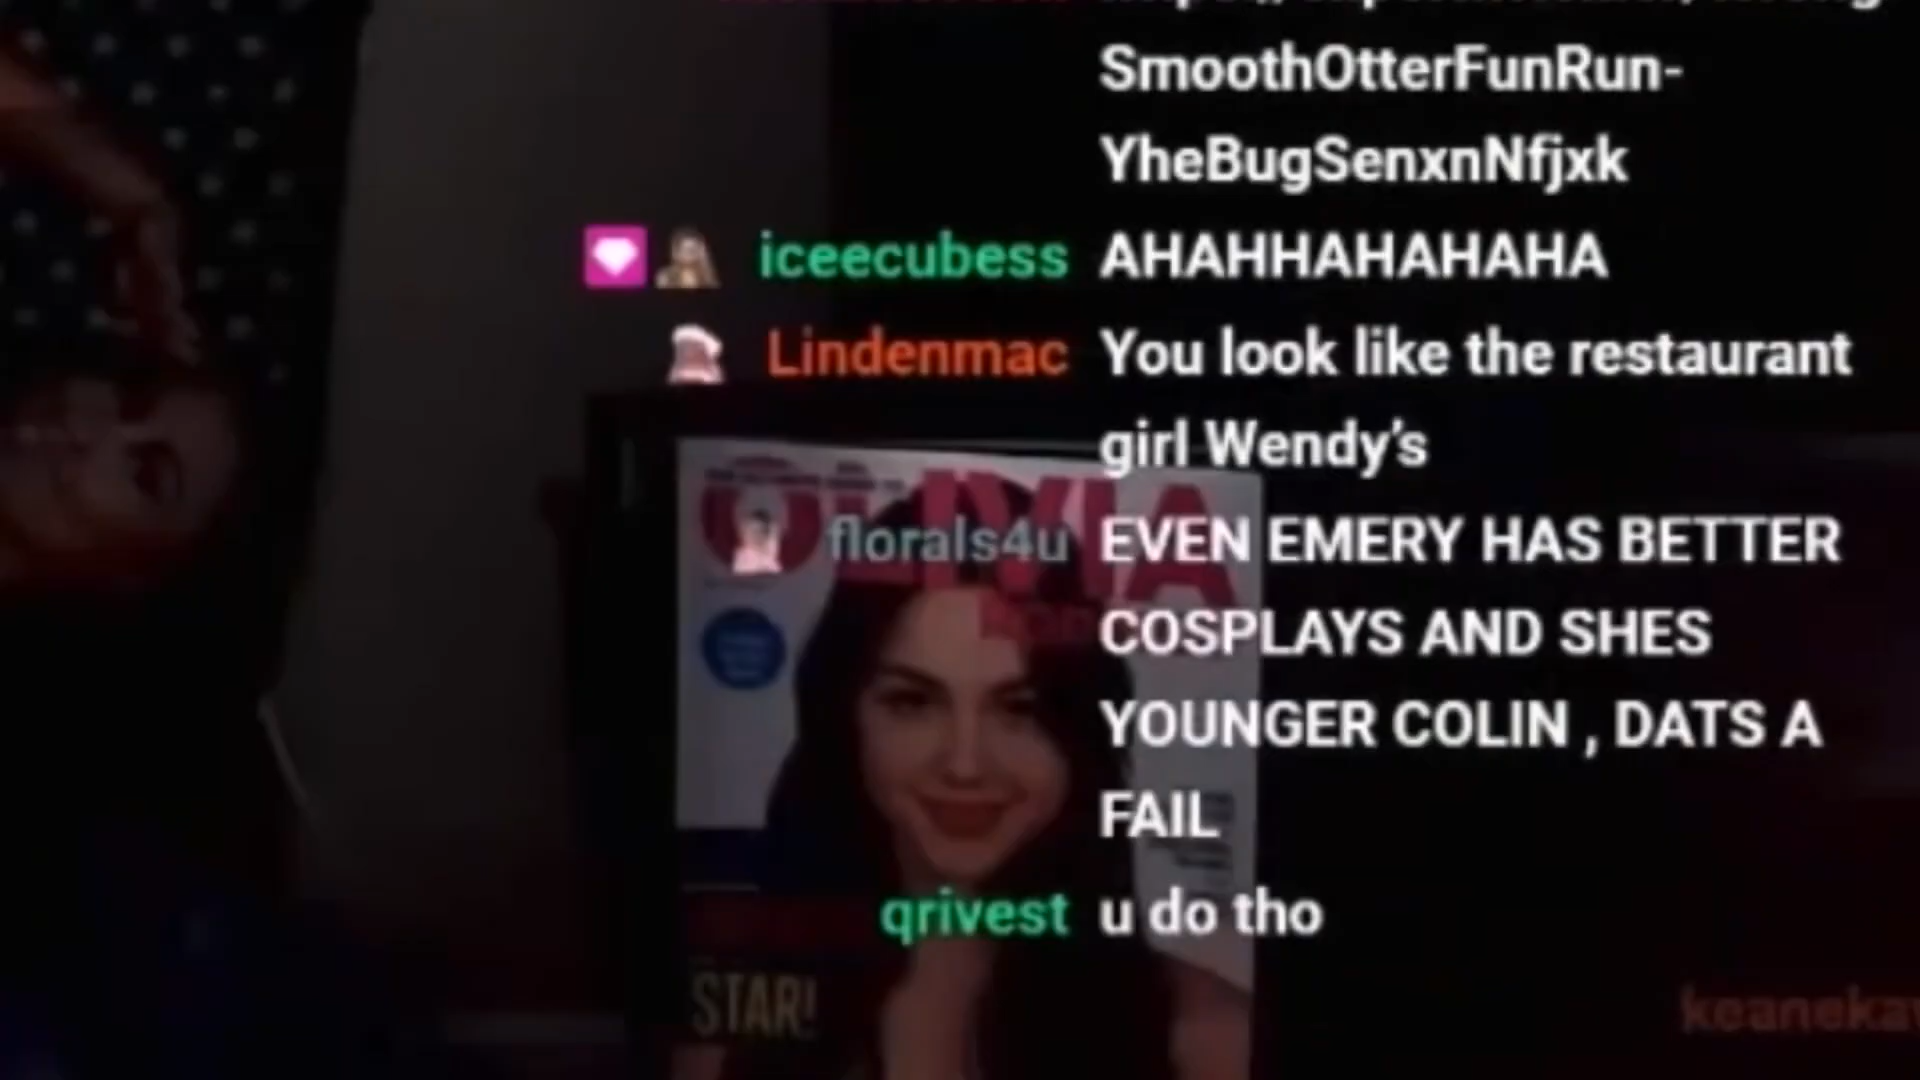 SmoothOtterFunRun-
YheBugSenxnNfjxk
iceecubess AHAHHAHAHAHA
Lindenmac You look like the restaurant
girl Wendy's
florals4u EVEN EMERY HAS BETTER
COSPLAYS AND SHES
YOUNGER COLIN , DATS A
FAIL
qrivest u do tho
OLIVIA
STAR!